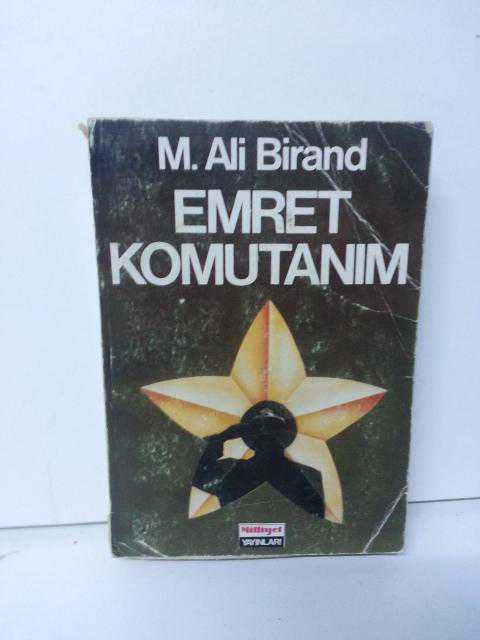 M. Ali Birand
EMRET
KOMUTANIM
Milliyet
YAYINLARI